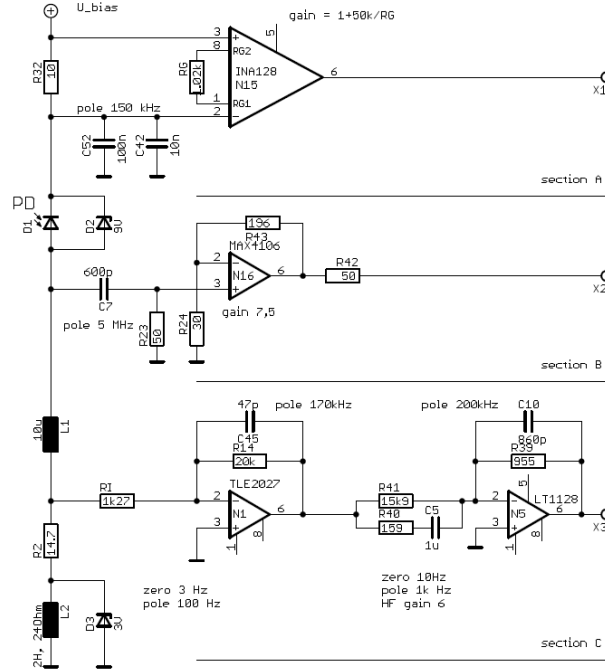 U_bias
gain = 1+50k/RG
3
+
5
8
RG2
R32
10
RG
1.02k
INA128
N15
6
1
RG1
2
−
X1
pole 150 kHz
C52
100n
C42
10n
section A
PD
D1
D2
9V
196
R43
MAX4106
2
−
N16
6
3
+
R42
50
X2
600p
C7
pole 5 MHz
R23
50
R24
30
gain 7,5
section B
47p
pole 170kHz
C45
R14
20k
pole 200kHz
C10
860p
R39
955
10u
L1
RI
1k27
TLE2027
2
−
N1
6
3
+
1
8
R41
15k9
R40
159
C5
1u
LT1128
5
2
−
N5
6
3
+
1
8
X3
R2
14.7
zero 3 Hz
pole 100 Hz
zero 10Hz
pole 1k Hz
HF gain 6
2H, 24Ohm
L2
D3
3V
section C